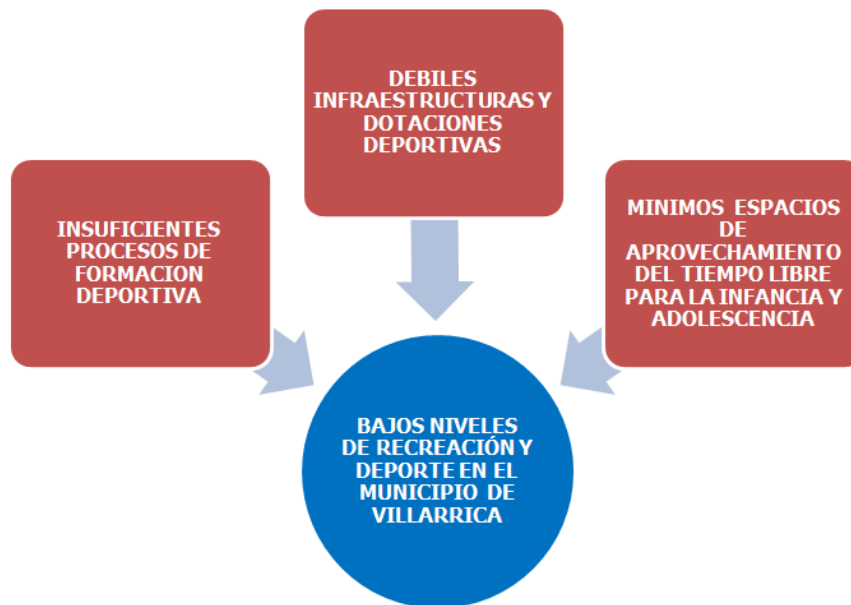 DEBILES
INFRAESTRUCTURAS Y
DOTACIONES
DEPORTIVAS
INSUFICIENTES
PROCESOS DE
FORMACION
DEPORTIVA
MINIMOS ESPACIOS
DE
APROVECHAMIENTO
DEL TIEMPO LIBRE
PARA LA INFANCIA Y
ADOLESCENCIA
BAJOS NIVELES
DE RECREACIÓN Y
DEPORTE EN EL
MUNICIPIO DE
VILLARRICA